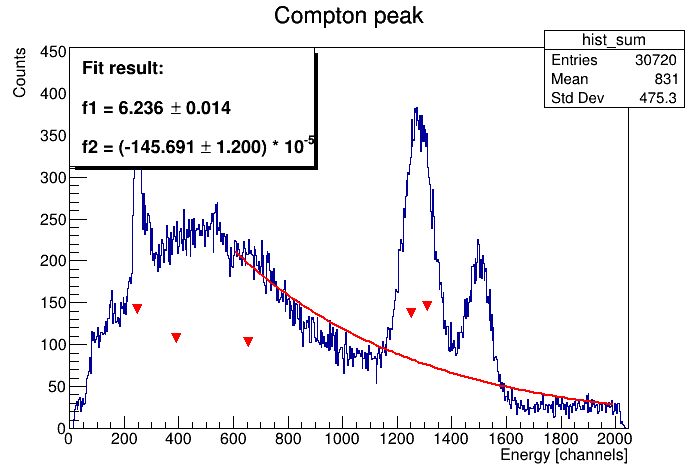 Compton peak
hist_sum
Entries 30720
Mean 831
Std Dev 475.3
Fit result:
f1 = 6.236 ± 0.014
f2 = (-145.691 ± 1.200) * 10^-5
Counts
450
400
350
300
250
200
150
100
50
0
0 200 400 600 800 1000 1200 1400 1600 1800 2000
Energy [channels]